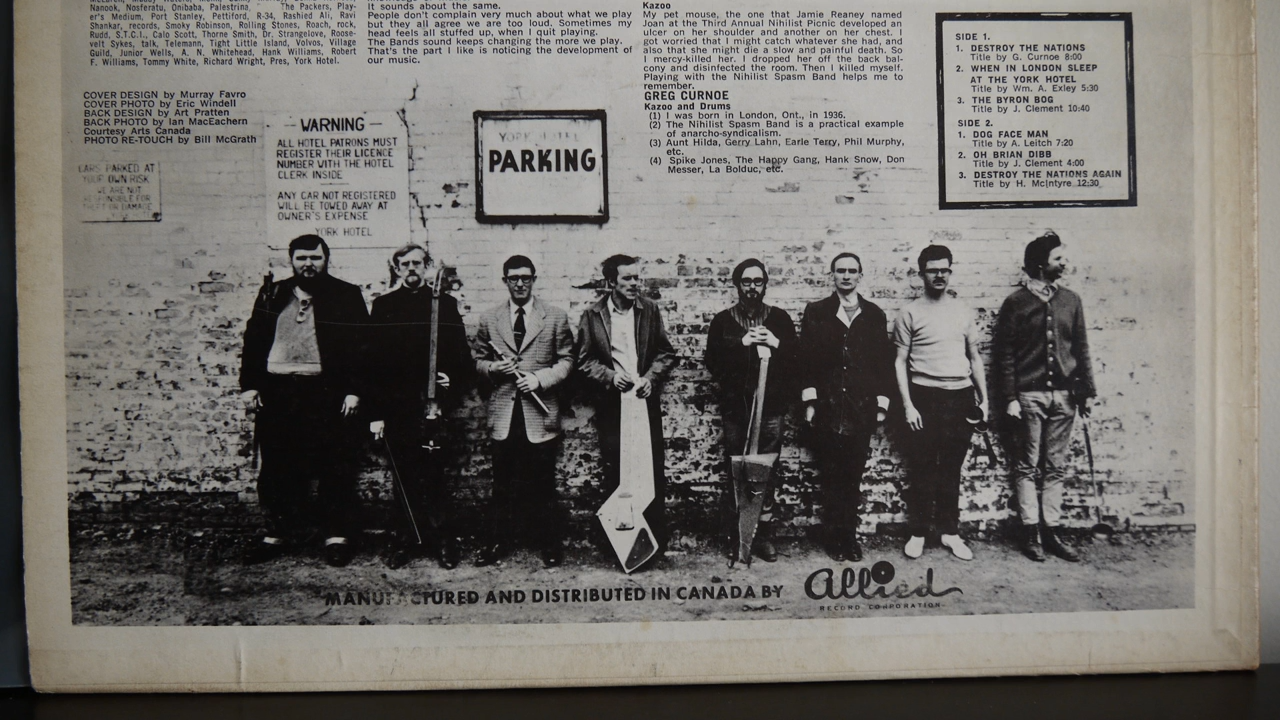 Nanook, Nosferatu, Onibaba, Palestrina, The Packers, Play-
er's Medium, Port Stanley, Pettiford, R-34, Rashied Ali, Ravi
Shankar, records, Smoky Robinson, Rolling Stones, Roach, rock,
Rudd, S.T.C.I., Calo Scott, Thorne Smith, Dr. Strangelove, Roose-
velt Sykes, talk, Telemann, Tight Little Island, Volvos, Village
Guild, Junior Wells, A. N. Whitehead, Hank Williams, Robert
F. Williams, Tommy White, Richard Wright, Pres, York Hotel.
It sounds about the same.
People don't complain very much about what we play
but they all agree we are too loud. Sometimes my
head feels all stuffed up, when I quit playing.
The Bands sound keeps changing the more we play.
That's the part I like is noticing the development of
our music.
Kazoo
My pet mouse, the one that Jamie Reaney named
Joan at the Third Annual Nihilist Picnic developed an
ulcer on her shoulder and another on her chest. I
got worried that I might catch whatever she had, and
also that she might die a slow and painful death. So
I mercy-killed her. I dropped her off the back bal-
cony and disinfected the room. Then I killed myself.
Playing with the Nihilist Spasm Band helps me to
remember.
GREG CURNOE
Kazoo and Drums
(1) I was born in London, Ont., in 1936.
(2) The Nihilist Spasm Band is a practical example
of anarcho-syndicalism.
(3) Aunt Hilda, Gerry Lahn, Earle Terry, Phil Murphy,
etc.
(4) Spike Jones, The Happy Gang, Hank Snow, Don
Messer, La Bolduc, etc.
SIDE 1.
1. DESTROY THE NATIONS
Title by G. Curnoe 8:00
2. WHEN IN LONDON SLEEP
AT THE YORK HOTEL
Title by Wm. A. Exley 5:30
3. THE BYRON BOG
Title by J. Clement 10:40
SIDE 2.
1. DOG FACE MAN
Title by A. Leitch 7:20
2. OH BRIAN DIBB
Title by J. Clement 4:00
3. DESTROY THE NATIONS AGAIN
Title by H. McIntyre 12:30
COVER DESIGN by Murray Favro
COVER PHOTO by Eric Windell
BACK DESIGN by Art Pratten
BACK PHOTO by Ian MacEachern
Courtesy Arts Canada
PHOTO RE-TOUCH by Bill McGrath
CARS PARKED AT
YOUR OWN RISK
WE ARE NOT
RESPONSIBLE FOR
THEFT OR DAMAGE
WARNING
ALL HOTEL PATRONS MUST
REGISTER THEIR LICENCE
NUMBER WITH THE HOTEL
CLERK INSIDE
ANY CAR NOT REGISTERED
WILL BE TOWED AWAY AT
OWNER'S EXPENSE
YORK HOTEL
YORK HOTEL
PARKING
MANUFACTURED AND DISTRIBUTED IN CANADA BY
Allied
RECORD CORPORATION